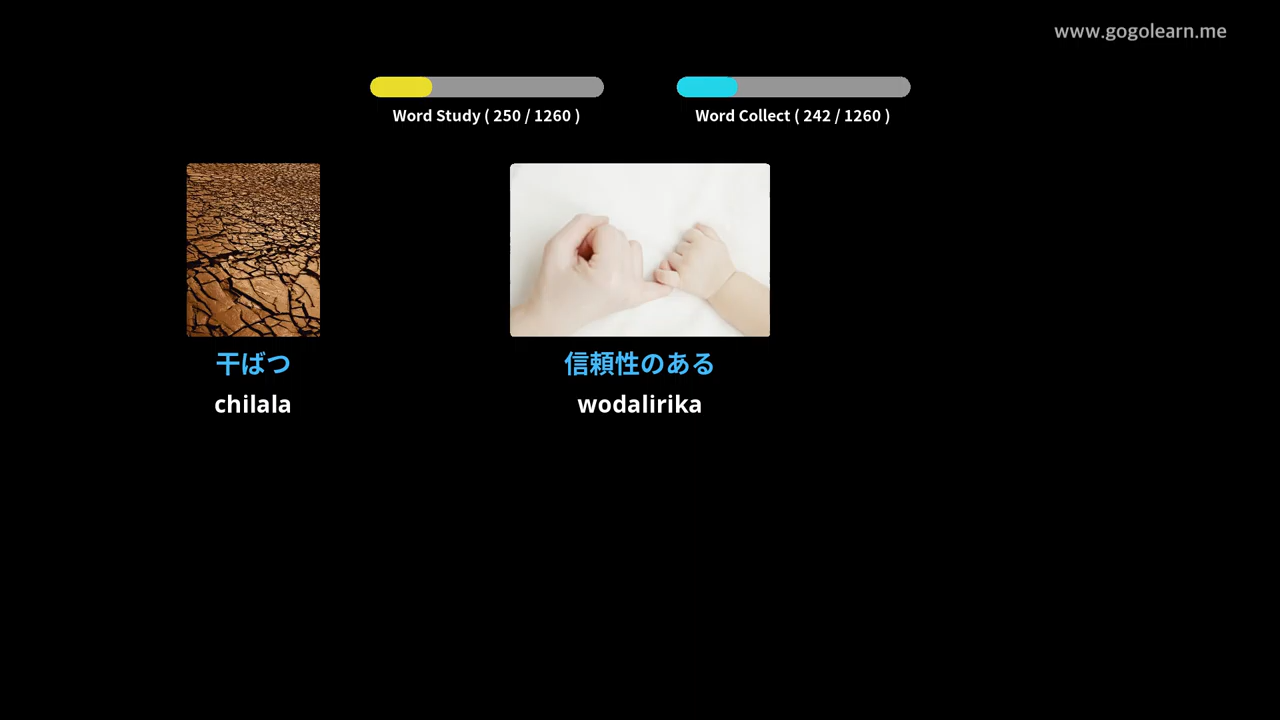 www.gogolearn.me
Word Study ( 250 / 1260 )
Word Collect ( 242 / 1260 )
干ばつ
chilala
信頼性のある
wodalirika